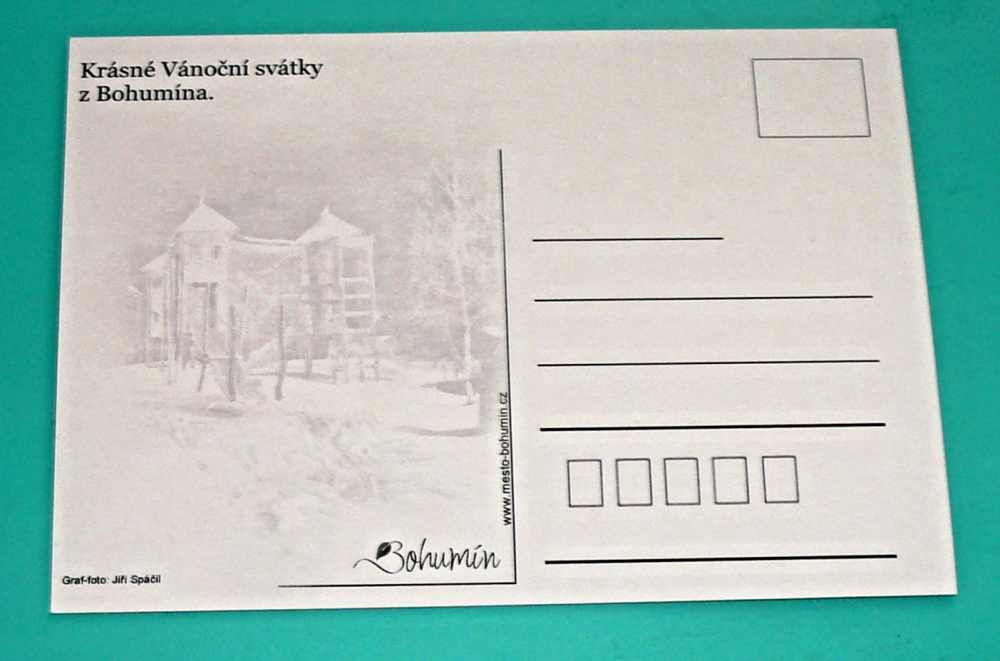 Krásné Vánoční svátky
z Bohumína.
www.mesto-bohumin.cz
Bohumín
Graf-foto: Jiří Spáčil